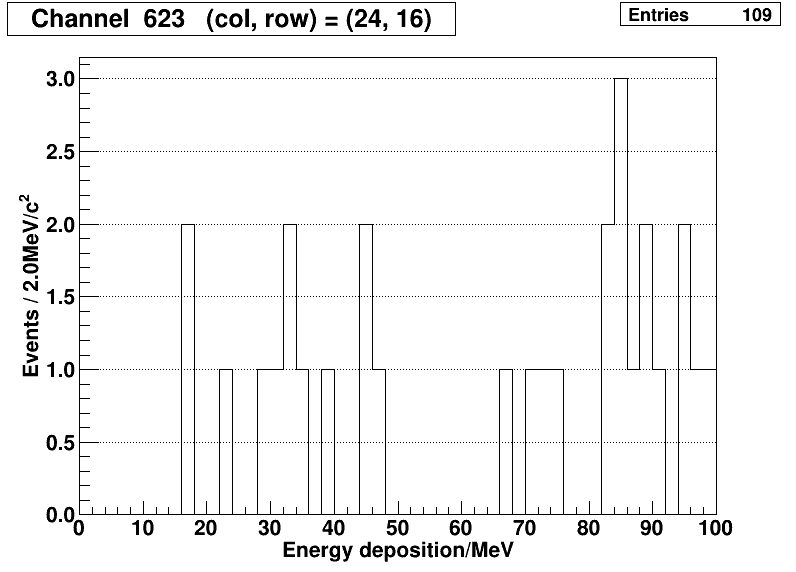 Channel 623 (col, row) = (24, 16)
Entries 109
3.0
2.5
2.0
1.5
1.0
0.5
0.0
Events / 2.0MeV/c²
0 10 20 30 40 50 60 70 80 90 100
Energy deposition/MeV